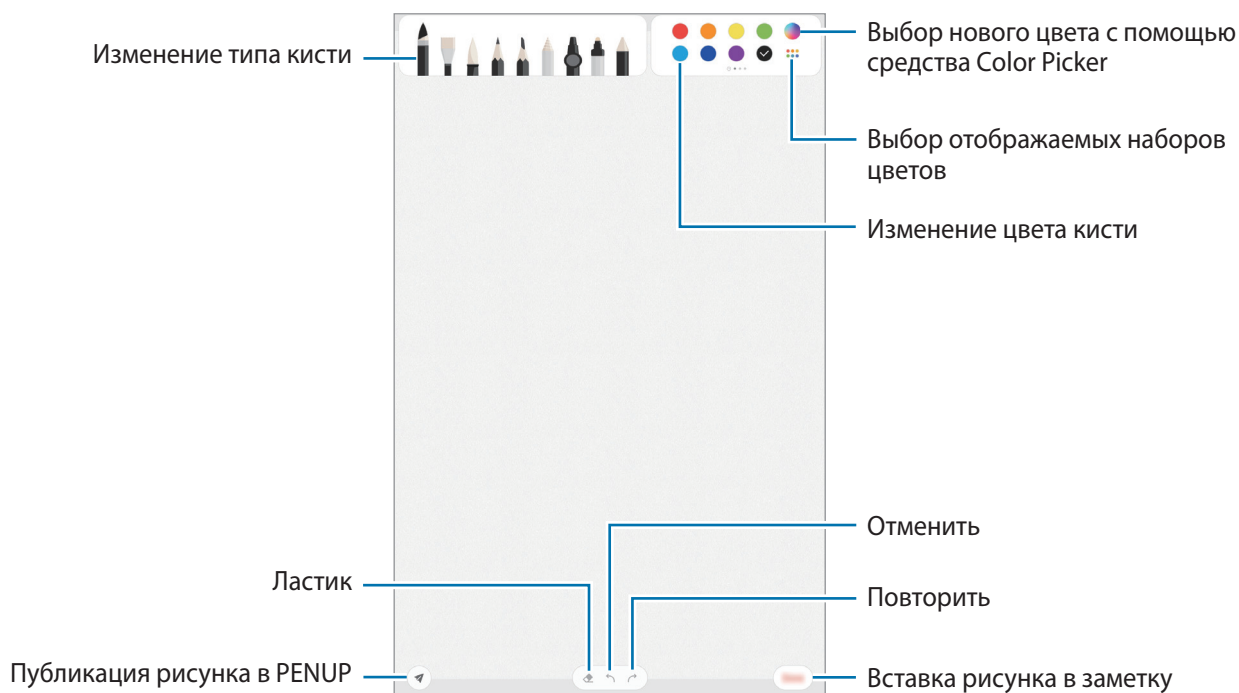 Изменение типа кисти
Выбор нового цвета с помощью
средства Color Picker
Выбор отображаемых наборов
цветов
Изменение цвета кисти
Отменить
Ластик
Повторить
Публикация рисунка в PENUP
Вставка рисунка в заметку